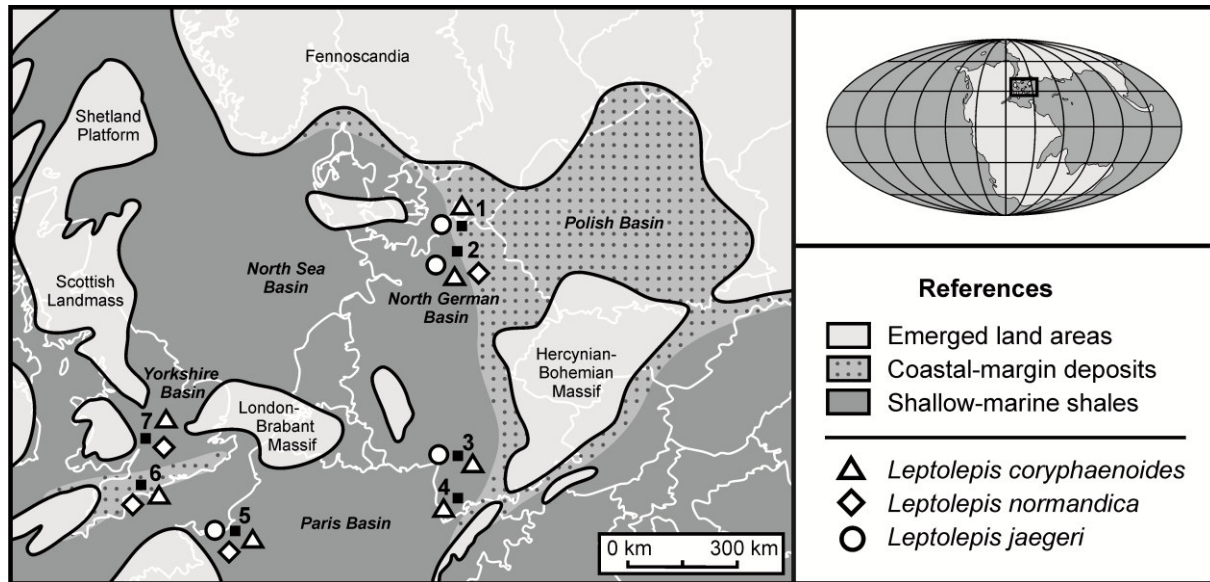 Fennoscandia
Shetland
Platform
Scottish
Landmass
North Sea
Basin
1
2
Polish Basin
North German
Basin
Hercynian-
Bohemian
Massif
Yorkshire
Basin
London-
Brabant
Massif
7
6
5
3
4
Paris Basin
0 km 300 km
References
Emerged land areas
Coastal-margin deposits
Shallow-marine shales
Leptolepis coryphaenoides
Leptolepis normandica
Leptolepis jaegeri